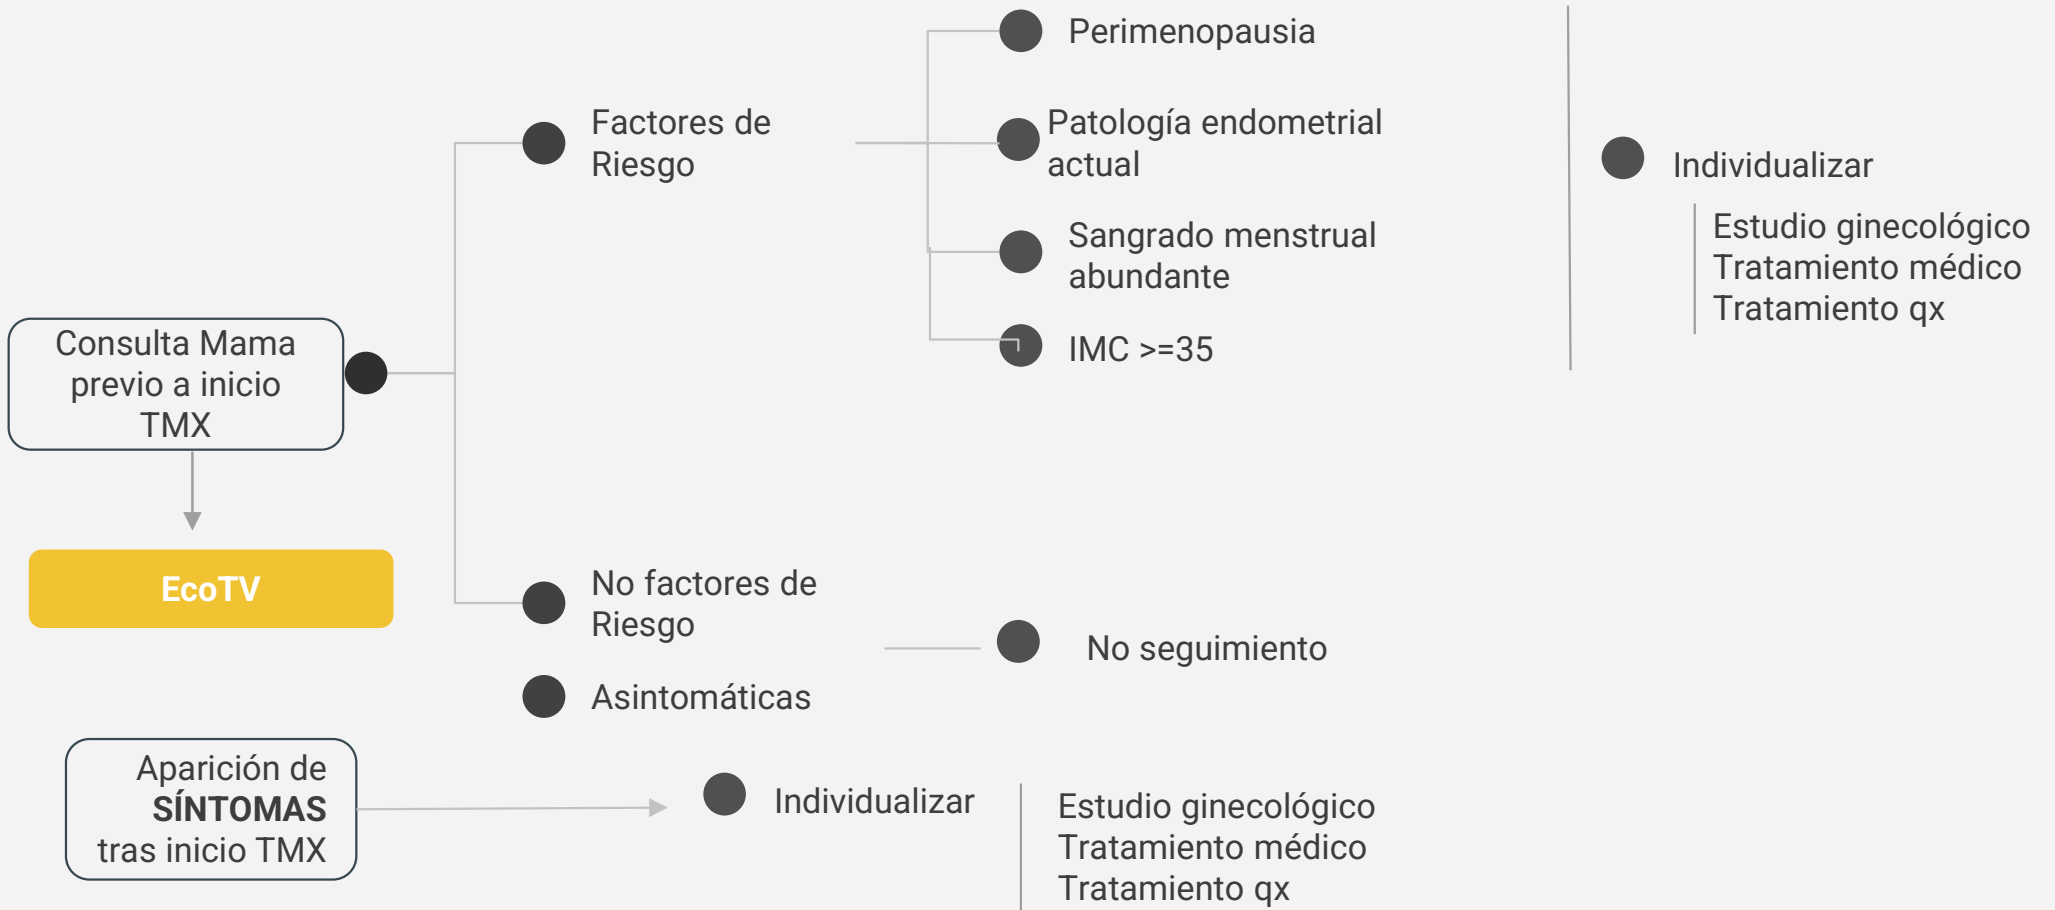 Consulta Mama
previo a inicio
TMX
EcoTV
Factores de
Riesgo
Perimenopausia
Patología endometrial
actual
Sangrado menstrual
abundante
IMC >=35
Individualizar
Estudio ginecológico
Tratamiento médico
Tratamiento qx
No factores de
Riesgo
Asintomáticas
No seguimiento
Aparición de
SÍNTOMAS
tras inicio TMX
Individualizar
Estudio ginecológico
Tratamiento médico
Tratamiento qx